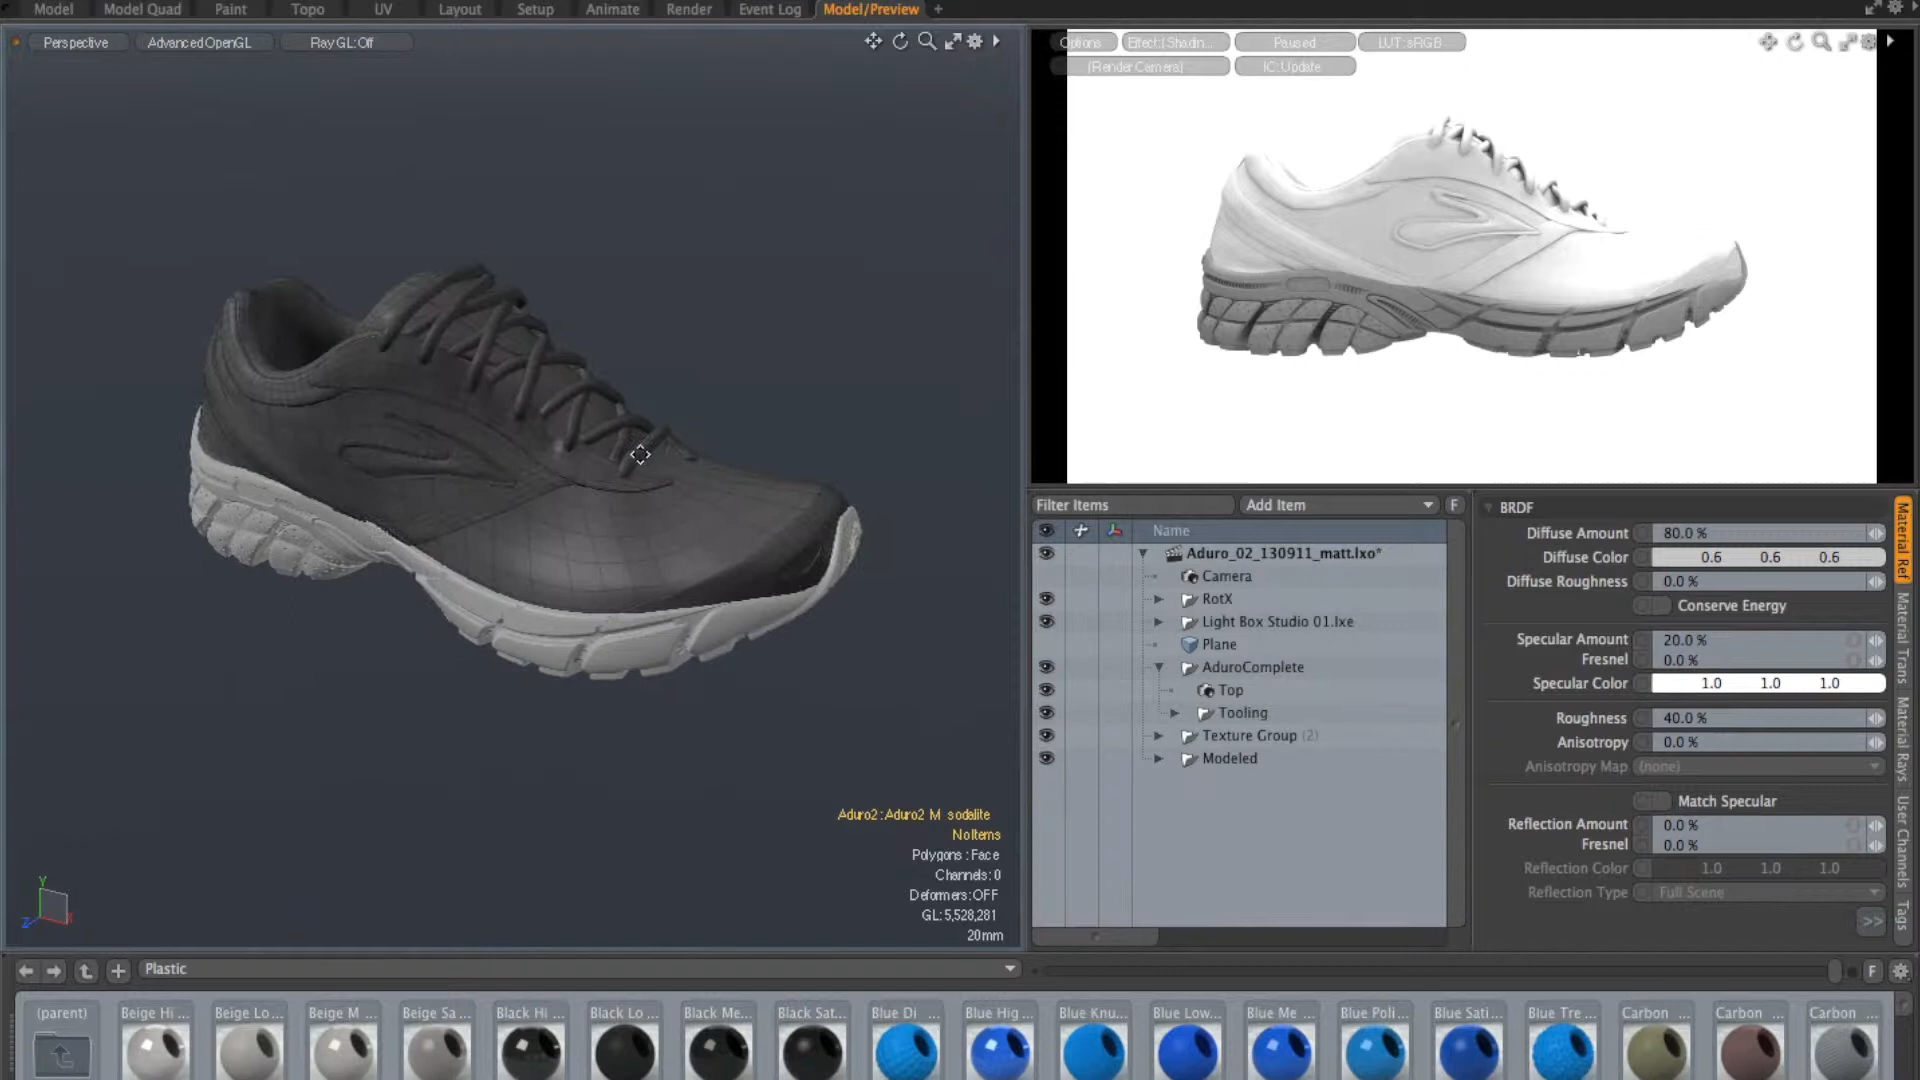 Model Model Quad Paint Topo UV Layout Setup Animate Render Event Log Model/Preview +
Perspective Advanced OpenGL Ray GL: Off
Options Effect: (Shadin... Paused LUT: sRGB
(Render Camera) IC: Update
Aduro2 : Aduro2 M sodalite
No Items
Polygons : Face
Channels: 0
Deformers: OFF
GL: 5,528,281
20 mm
Y
Z
X
Filter Items Add Item F
Name
Aduro_02_130911_matt.lxo*
Camera
RotX
Light Box Studio 01.lxe
Plane
AduroComplete
Top
Tooling
Texture Group (2)
Modeled
BRDF
Diffuse Amount 80.0 %
Diffuse Color 0.6 0.6 0.6
Diffuse Roughness 0.0 %
Conserve Energy
Specular Amount 20.0 %
Fresnel 0.0 %
Specular Color 1.0 1.0 1.0
Roughness 40.0 %
Anisotropy 0.0 %
Anisotropy Map (none)
Match Specular
Reflection Amount 0.0 %
Fresnel 0.0 %
Reflection Color 1.0 1.0 1.0
Reflection Type Full Scene
>>
Material Ref
Material Trans
Material Rays
User Channels
Tags
Plastic F
(parent) Beige Hi ... Beige Lo... Beige M ... Beige Sa ... Black Hi ... Black Lo ... Black Me... Black Sat... Blue Di ... Blue Hig ... Blue Knu... Blue Low... Blue Me ... Blue Poli ... Blue Sati... Blue Tre ... Carbon ... Carbon ... Carbon ...